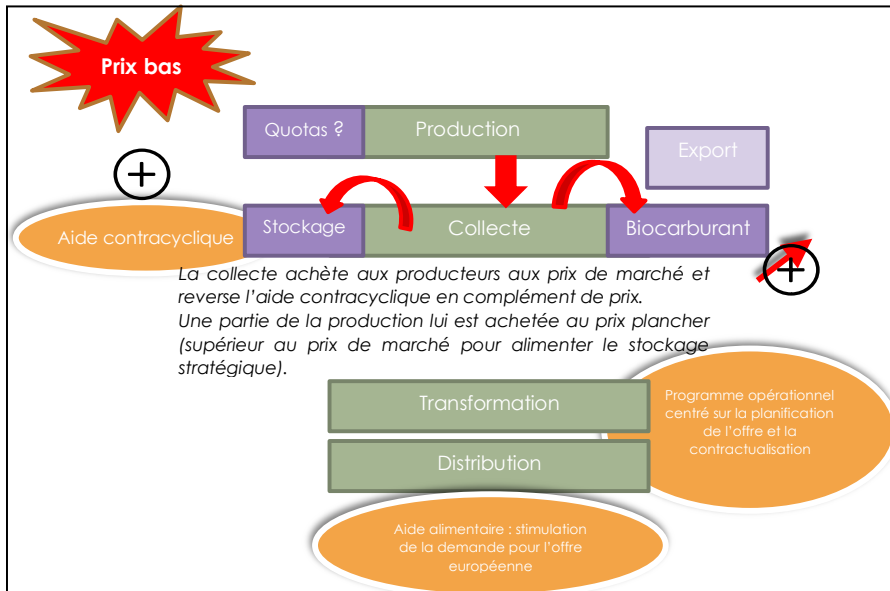 Prix bas
Quotas ?
Production
Export
Aide contracyclique
Stockage
Collecte
Biocarburant
La collecte achète aux producteurs aux prix de marché et
reverse l’aide contracyclique en complément de prix.
Une partie de la production lui est achetée au prix plancher
(supérieur au prix de marché pour alimenter le stockage
stratégique).
Transformation
Programme opérationnel
centré sur la planification
de l’offre et la
contractualisation
Distribution
Aide alimentaire : stimulation
de la demande pour l’offre
européenne